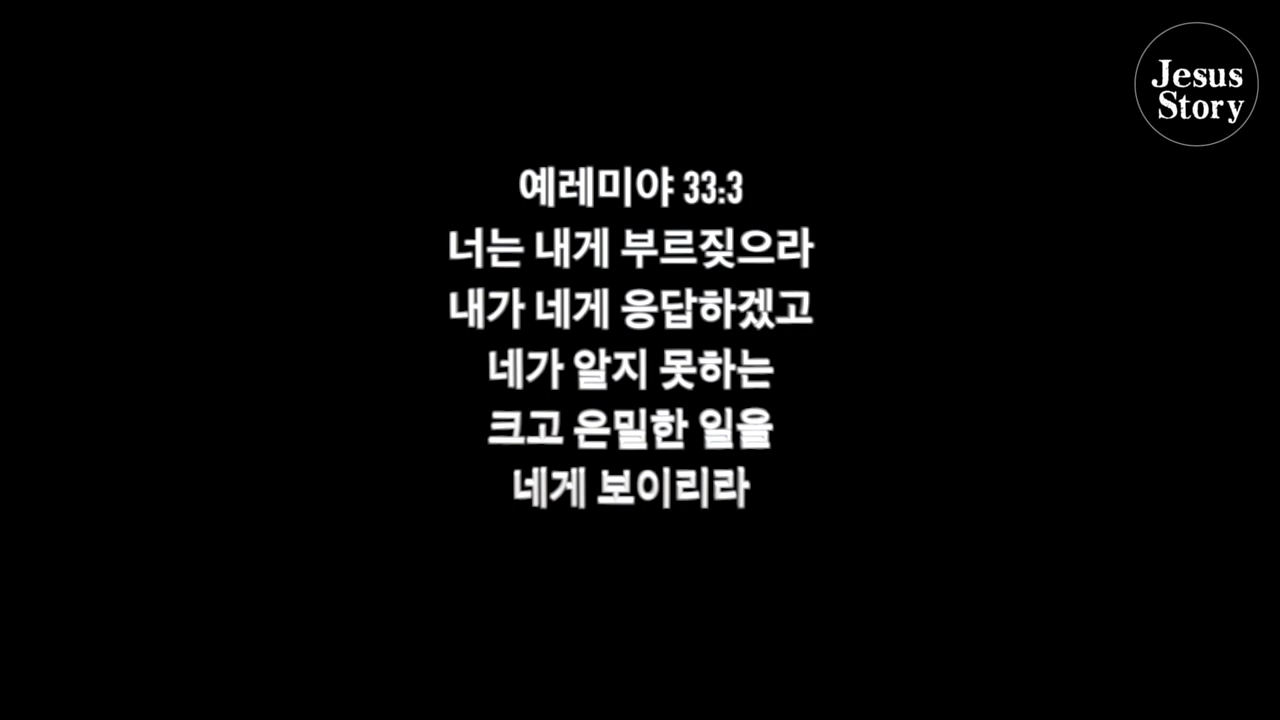 Jesus
Story
예레미야 33:3
너는 내게 부르짖으라
내가 네게 응답하겠고
네가 알지 못하는
크고 은밀한 일을
네게 보이리라